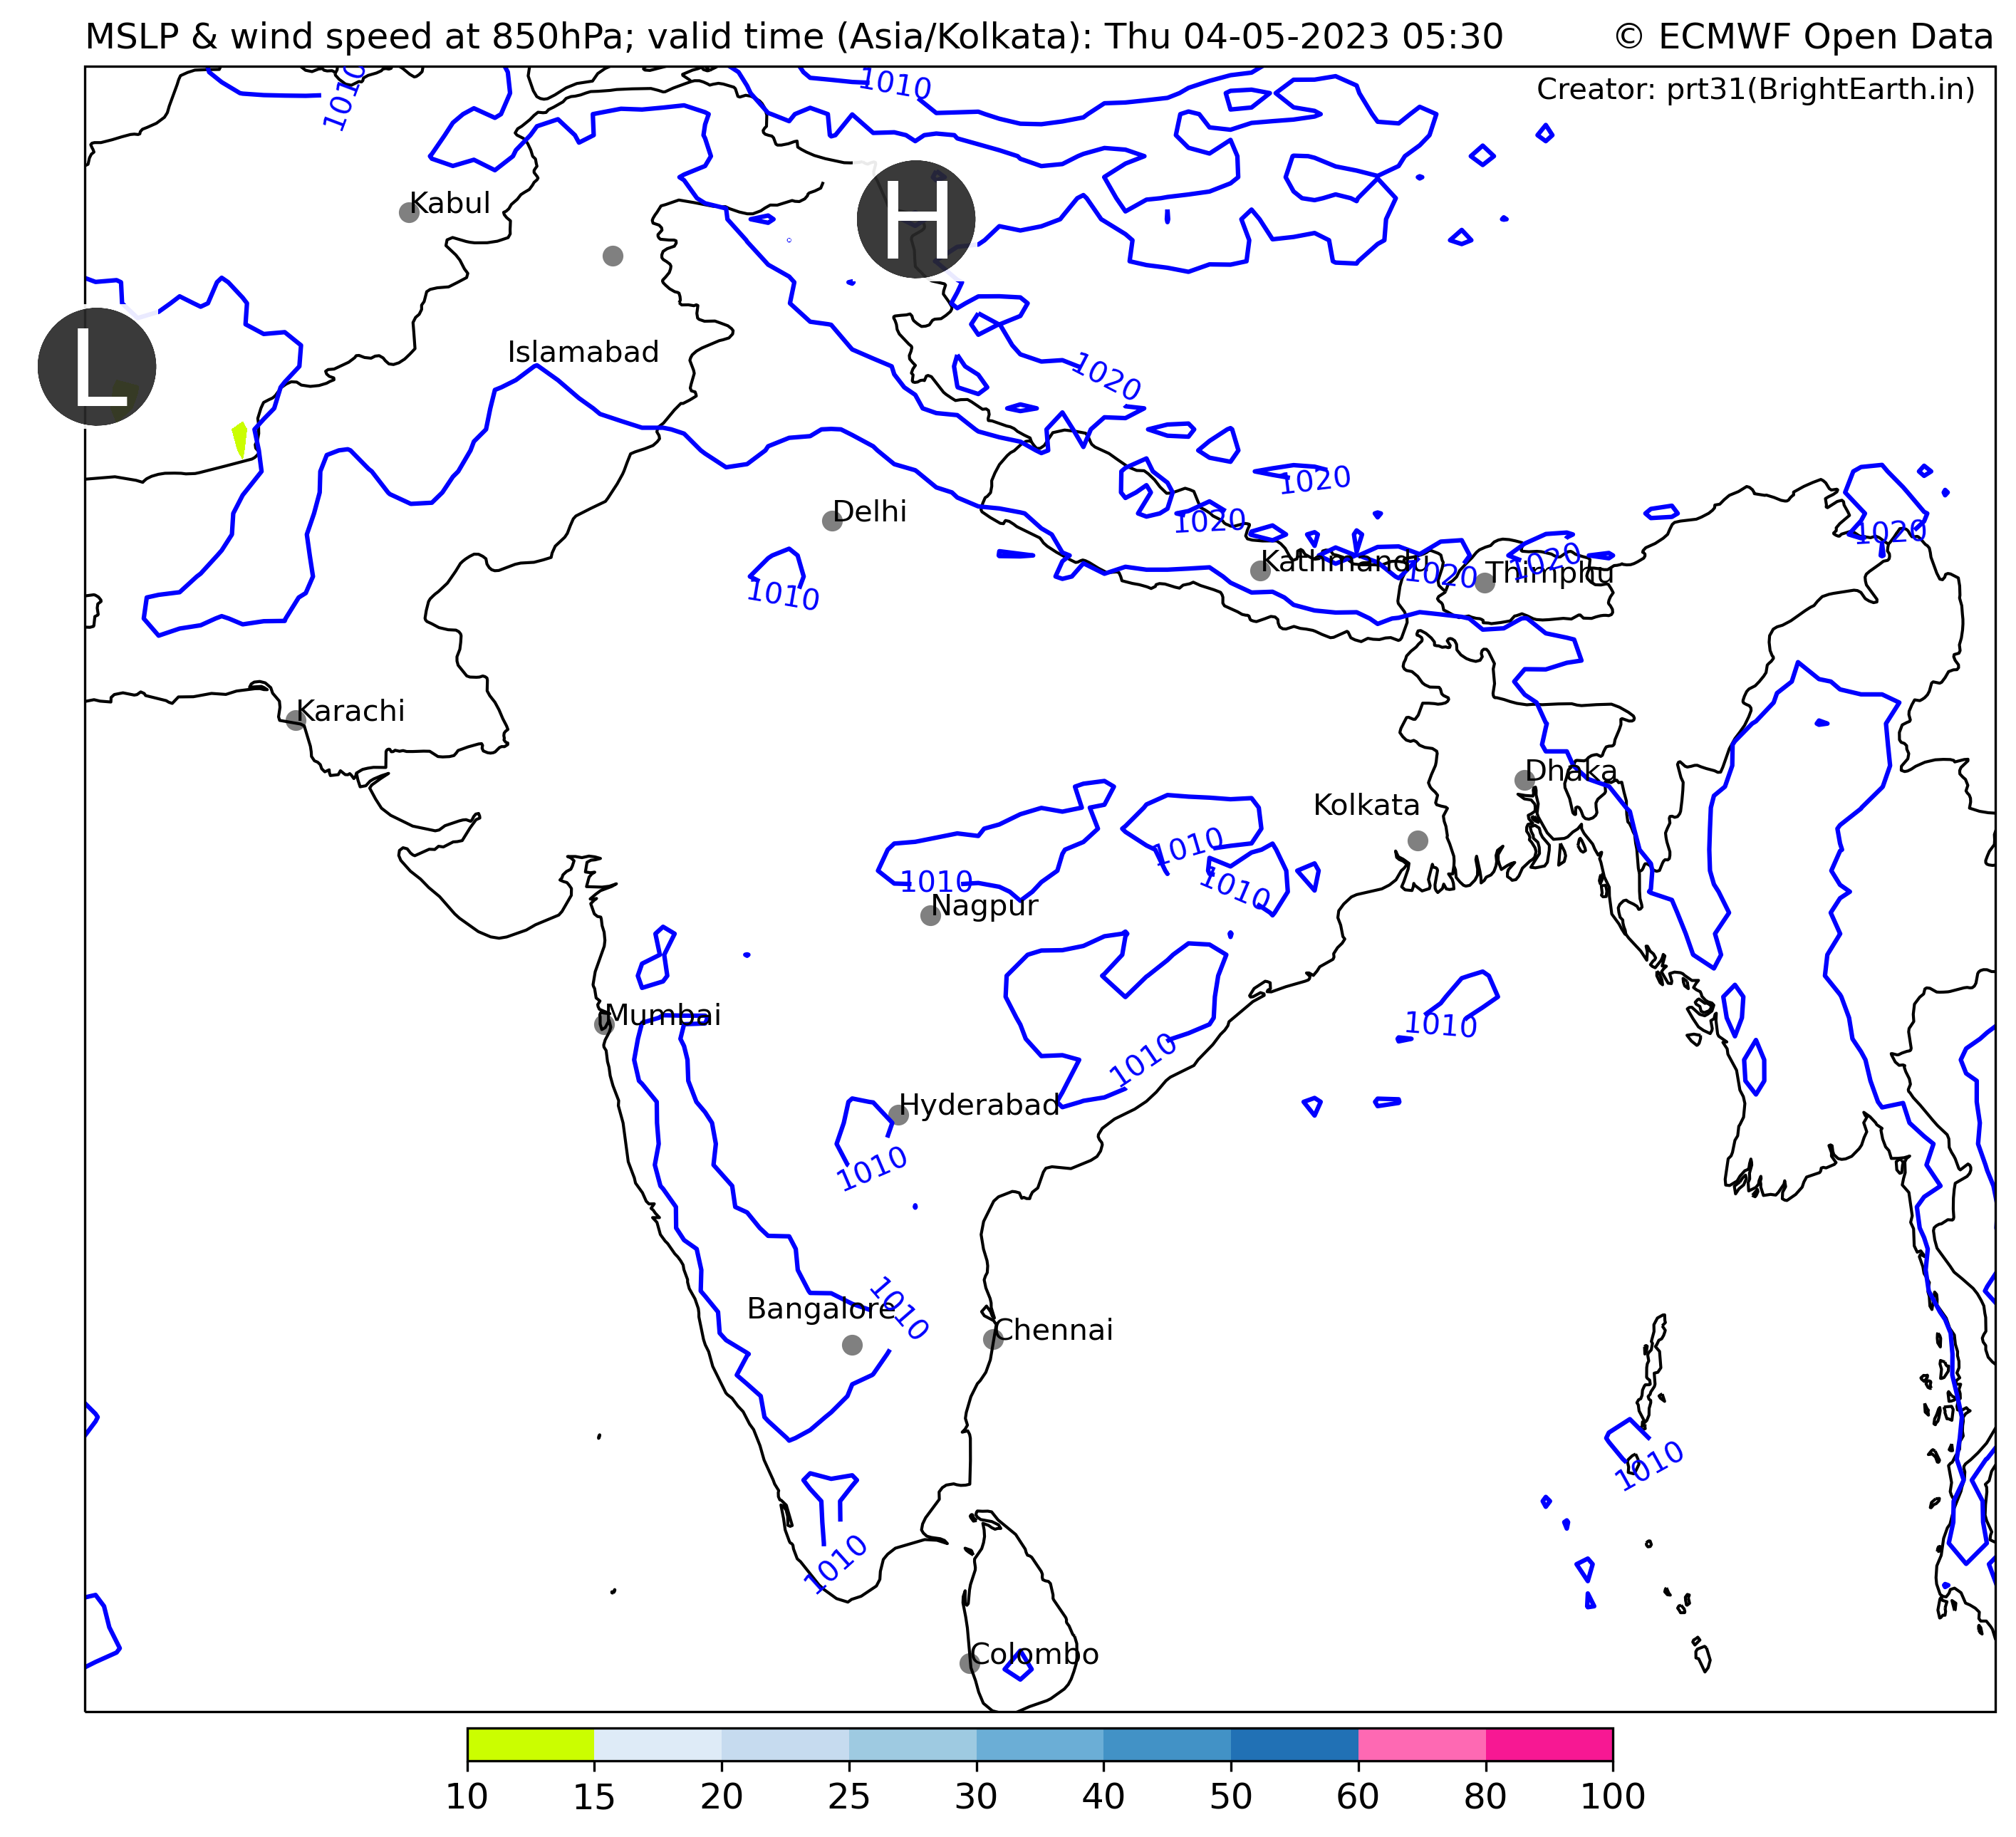 MSLP & wind speed at 850hPa; valid time (Asia/Kolkata): Thu 04-05-2023 05:30 © ECMWF Open Data
Creator: prt31(BrightEarth.in)
1010
1010
Kabul
H
L
Islamabad
1020
Delhi
1020
1020
1020
Kathmandu
1020
1020
Thimphu
1010
Karachi
Dhaka
Kolkata
1010
1010
1010
Nagpur
Mumbai
1010
1010
Hyderabad
1010
Bangalore
1010
Chennai
1010
1010
Colombo
10 15 20 25 30 40 50 60 80 100